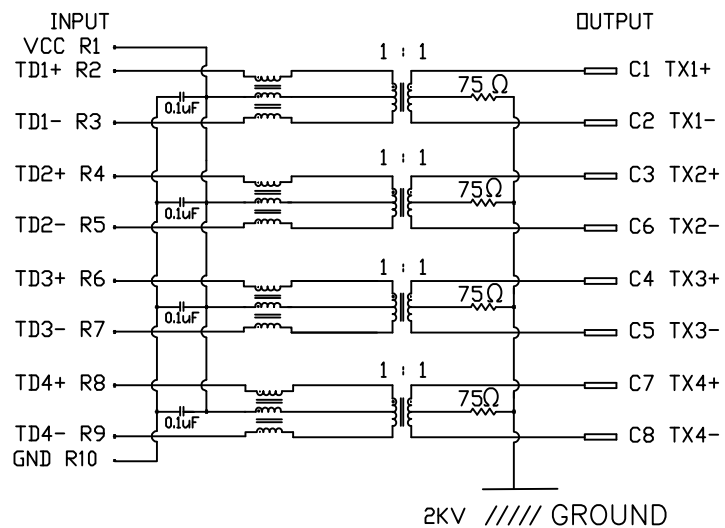 INPUT OUTPUT
VCC R1
1 : 1
TD1+ R2 75 Ω C1 TX1+
0.1uF
TD1- R3 C2 TX1-
1 : 1
TD2+ R4 75Ω C3 TX2+
0.1uF
TD2- R5 C6 TX2-
1 : 1
TD3+ R6 75Ω C4 TX3+
0.1uF
TD3- R7 C5 TX3-
1 : 1
TD4+ R8 75Ω C7 TX4+
0.1uF
TD4- R9 C8 TX4-
GND R10
2KV GROUND